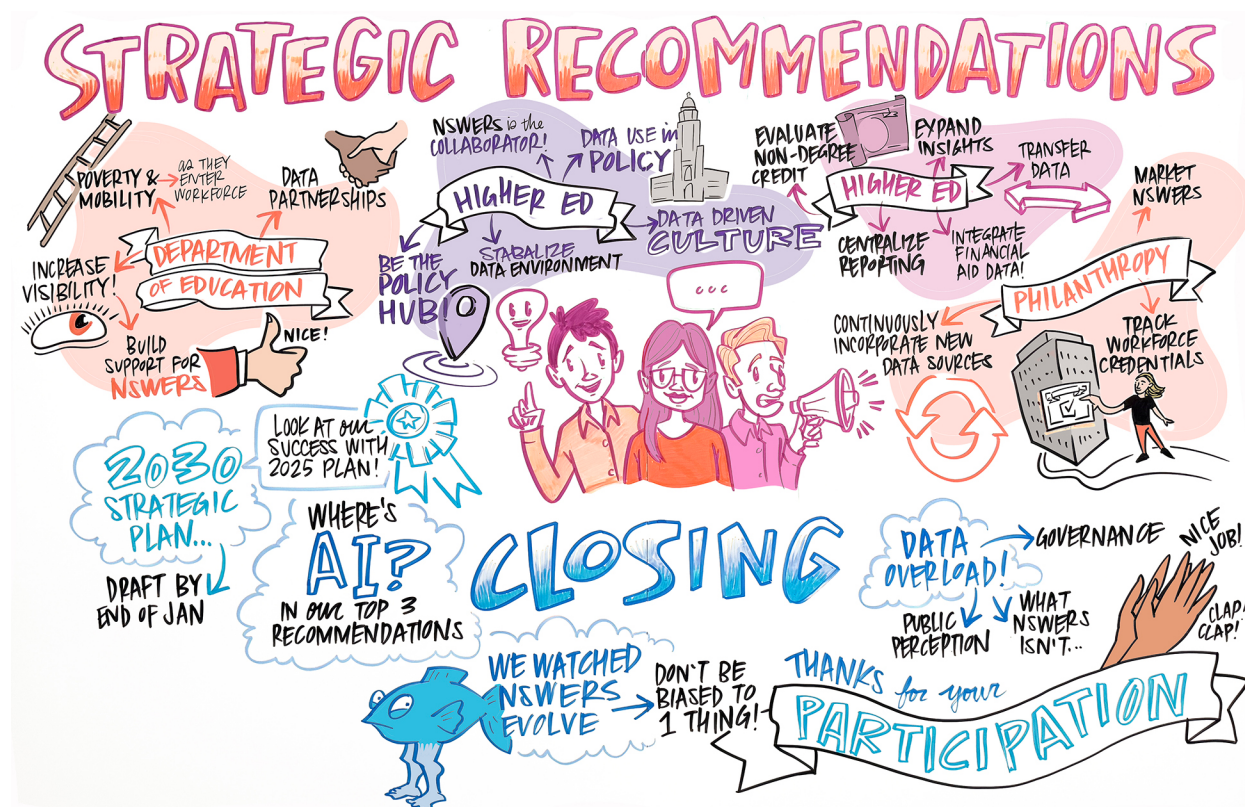 STRATEGIC RECOMMENDATIONS
POVERTY &
MOBILITY
as THEY
ENTER
WORKFORCE
DATA
PARTNERSHIPS
DEPARTMENT
OF EDUCATION
INCREASE
VISIBILITY!
BUILD
SUPPORT FOR
NSWERS
NICE!
NSWERS is the
COLLABORATOR!
DATA USE in
POLICY
HIGHER ED
DATA DRIVEN
CULTURE
STABALIZE
DATA ENVIRONMENT
BE THE
POLICY
HUB!
EVALUATE
NON-DEGREE
CREDIT
EXPAND
INSIGHTS
TRANSFER
DATA
HIGHER ED
CENTRALIZE
REPORTING
INTEGRATE
FINANCIAL
AID DATA!
MARKET
NSWERS
PHILANTHROPY
CONTINUOUSLY
INCORPORATE NEW
DATA SOURCES
TRACK
WORKFORCE
CREDENTIALS
2030
STRATEGIC
PLAN...
DRAFT BY
END OF JAN
LOOK AT our
SUCCESS WITH
2025 PLAN!
WHERE'S
AI?
IN our TOP 3
RECOMMENDATIONS
CLOSING
DATA
OVERLOAD!
GOVERNANCE
PUBLIC
PERCEPTION
WHAT
NSWERS
ISN'T...
NICE
JOB!
CLAP!
CLAP!
WE WATCHED
NSWERS
EVOLVE
DON'T BE
BIASED TO
1 THING!
THANKS for your
PARTICIPATION